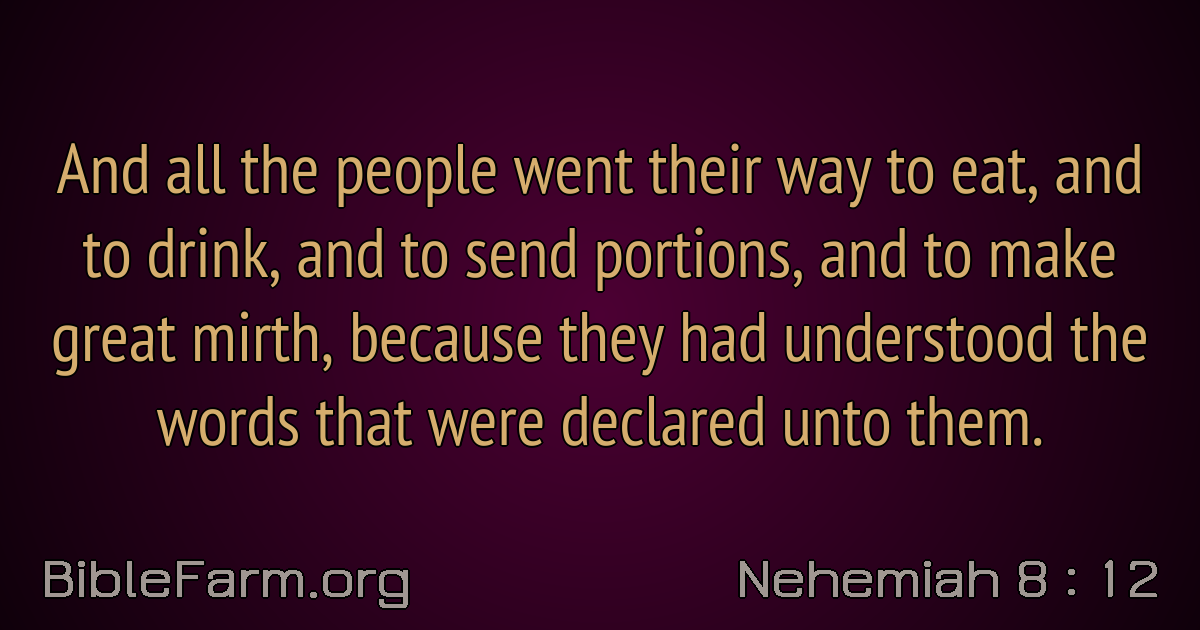 And all the people went their way to eat, and
to drink, and to send portions, and to make
great mirth, because they had understood the
words that were declared unto them.
BibleFarm.org
Nehemiah 8 : 12